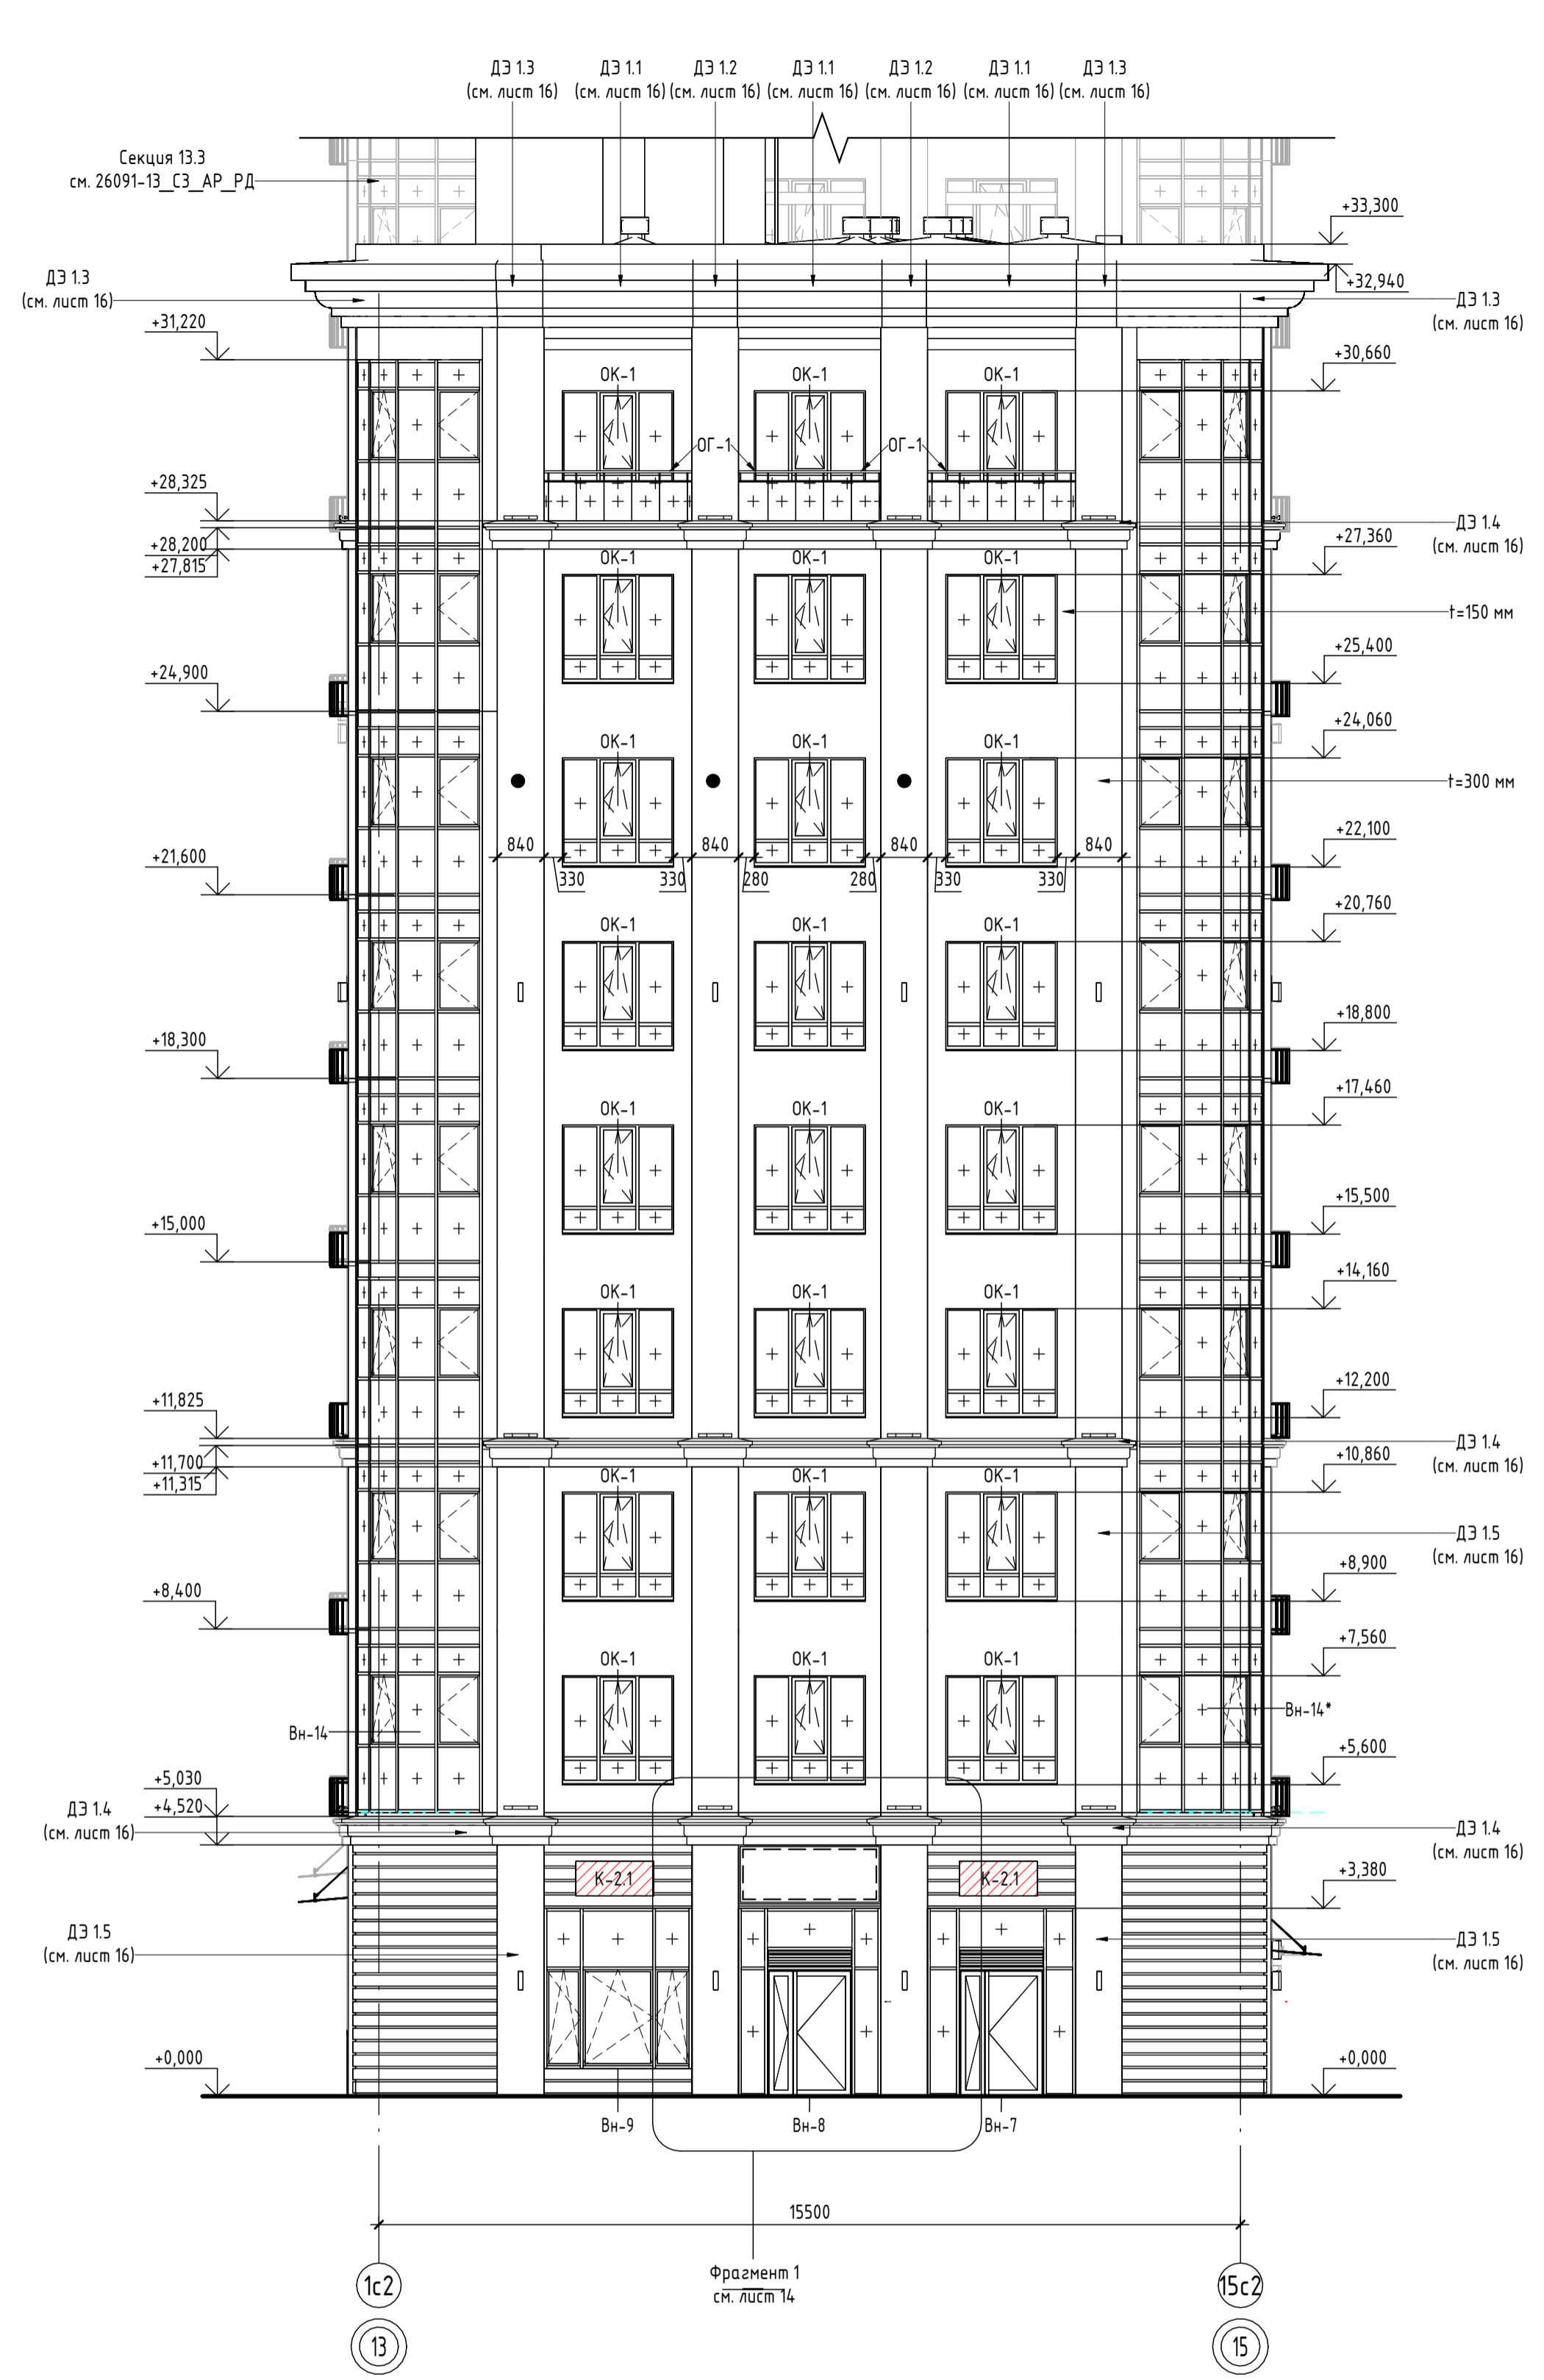 ДЭ 1.3 ДЭ 1.1 ДЭ 1.2 ДЭ 1.1 ДЭ 1.2 ДЭ 1.1 ДЭ 1.3
(см. лист 16) (см. лист 16) (см. лист 16) (см. лист 16) (см. лист 16) (см. лист 16) (см. лист 16)
Секция 13.3
см. 26091-13_С3_АР_РД
+33,300
ДЭ 1.3
(см. лист 16)
+32,940
ДЭ 1.3
(см. лист 16)
+31,220
+30,660
ОК-1 ОК-1 ОК-1
ОГ-1 ОГ-1
+28,325
ДЭ 1.4
(см. лист 16)
+28,200
+27,815
+27,360
ОК-1 ОК-1 ОК-1
t=150 мм
+25,400
+24,900
+24,060
ОК-1 ОК-1 ОК-1
t=300 мм
+22,100
840 840 840 840
+21,600
330 330 280 280 330 330
+20,760
ОК-1 ОК-1 ОК-1
+18,800
+18,300
+17,460
ОК-1 ОК-1 ОК-1
+15,500
+15,000
+14,160
ОК-1 ОК-1 ОК-1
+12,200
+11,825
ДЭ 1.4
(см. лист 16)
+11,700
+11,315
+10,860
ОК-1 ОК-1 ОК-1
ДЭ 1.5
(см. лист 16)
+8,900
+8,400
+7,560
ОК-1 ОК-1 ОК-1
Вн-14
Вн-14*
+5,600
+5,030
+4,520
ДЭ 1.4
(см. лист 16)
ДЭ 1.4
(см. лист 16)
К-2.1 К-2.1
+3,380
ДЭ 1.5
(см. лист 16)
ДЭ 1.5
(см. лист 16)
+0,000 +0,000
Вн-9 Вн-8 Вн-7
15500
Фрагмент 1
см. лист 14
1с2 15с2
13 15